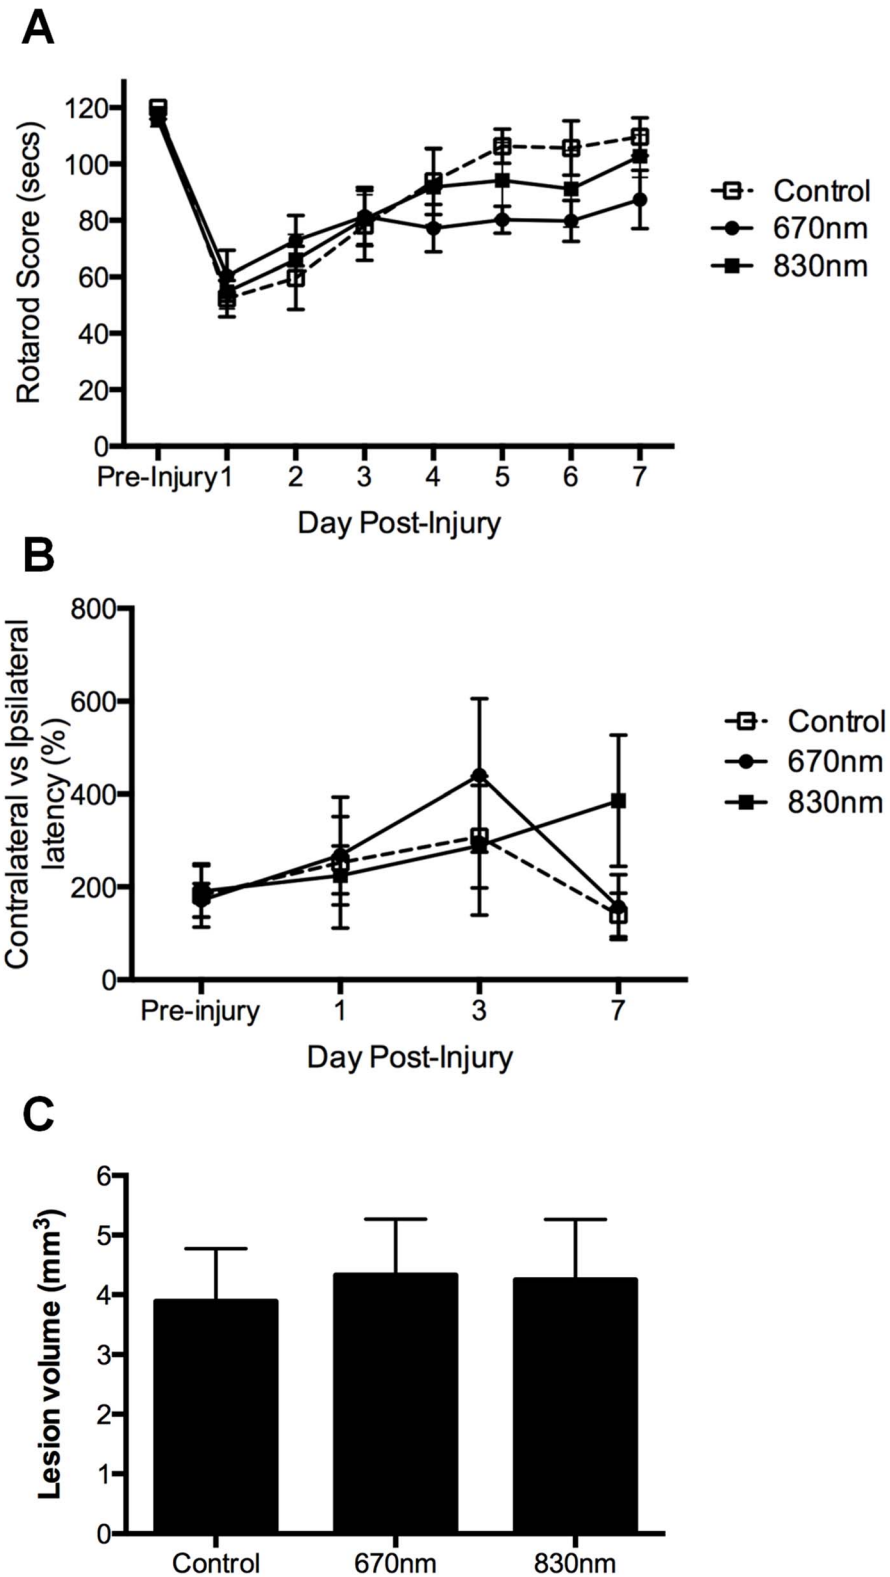 A
Rotarod Score (secs)
120
100
80
60
40
20
0
Pre-Injury 1 2 3 4 5 6 7
Day Post-Injury
Control
670nm
830nm
B
Contralateral vs Ipsilateral
latency (%)
800
600
400
200
0
Pre-injury 1 3 7
Day Post-Injury
Control
670nm
830nm
C
Lesion volume (mm³)
6
5
4
3
2
1
0
Control 670nm 830nm